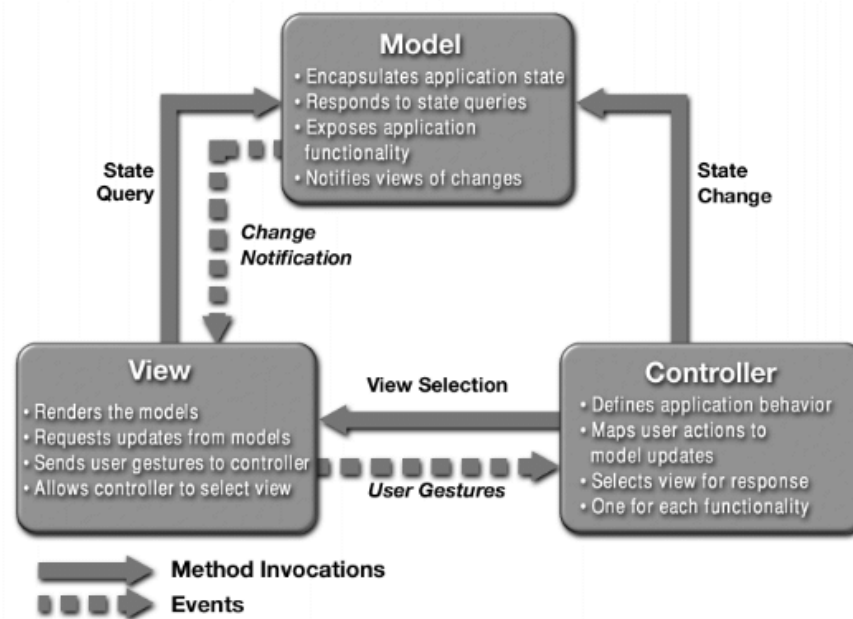 Model
• Encapsulates application state
• Responds to state queries
• Exposes application
functionality
• Notifies views of changes
State
Query
State
Change
Change
Notification
View
• Renders the models
• Requests updates from models
• Sends user gestures to controller
• Allows controller to select view
View Selection
User Gestures
Controller
• Defines application behavior
• Maps user actions to
model updates
• Selects view for response
• One for each functionality
Method Invocations
Events